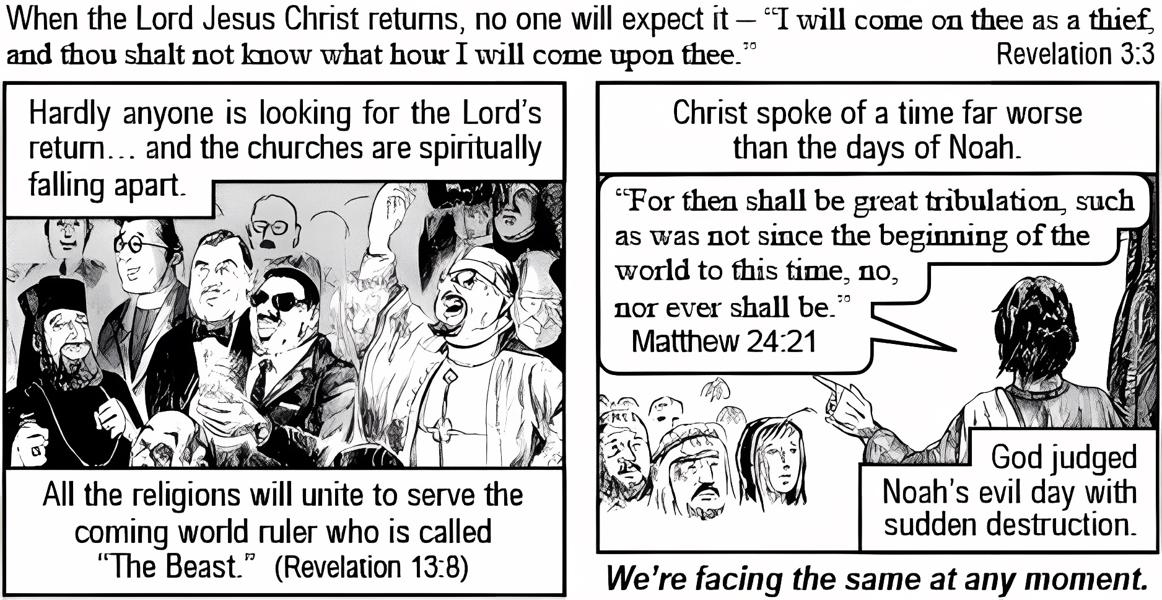 When the Lord Jesus Christ returns, no one will expect it – “I will come on thee as a thief,
and thou shalt not know what hour I will come upon thee.”
Revelation 3:3
Hardly anyone is looking for the Lord's
return... and the churches are spiritually
falling apart.
All the religions will unite to serve the
coming world ruler who is called
“The Beast.” (Revelation 13:8)
Christ spoke of a time far worse
than the days of Noah.
“For then shall be great tribulation, such
as was not since the beginning of the
world to this time, no,
nor ever shall be.”
Matthew 24:21
God judged
Noah's evil day with
sudden destruction.
We're facing the same at any moment.